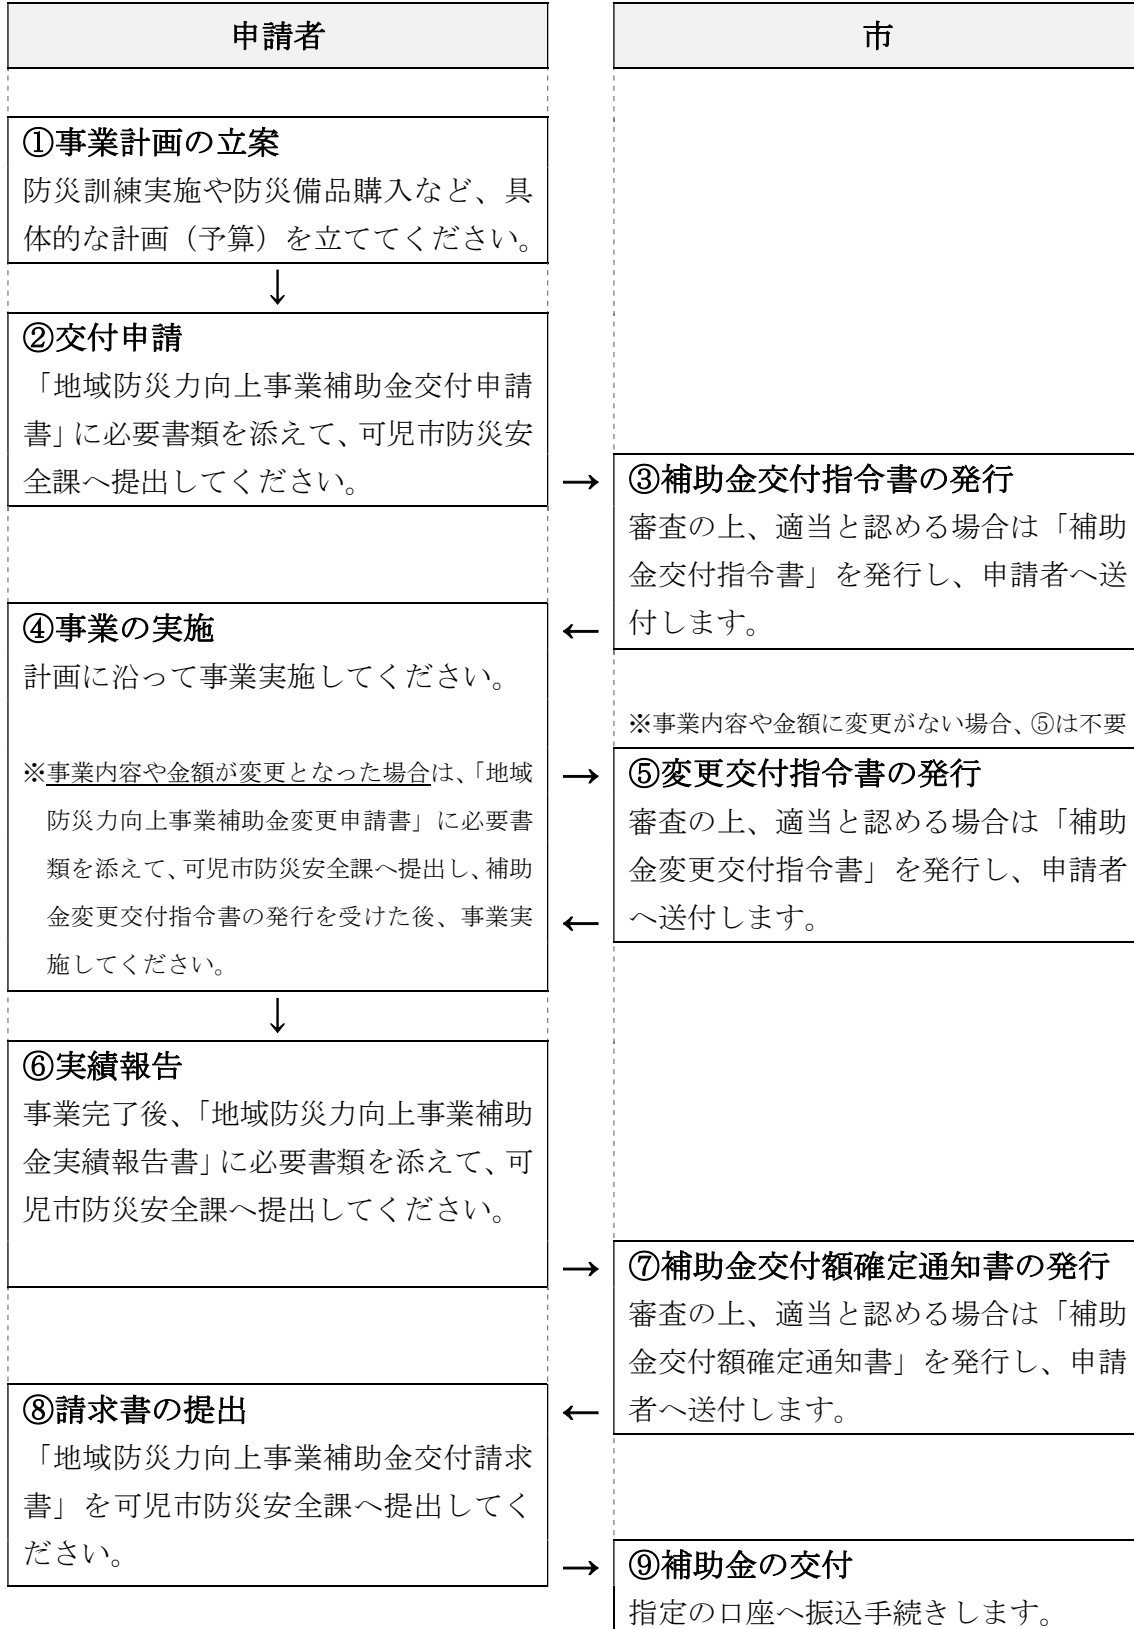 申請者
市
①事業計画の立案
防災訓練実施や防災備品購入など、具
体的な計画（予算）を立ててください。
↓
②交付申請
「地域防災力向上事業補助金交付申請
書」に必要書類を添えて、可児市防災安
全課へ提出してください。
→
③補助金交付指令書の発行
審査の上、適当と認める場合は「補助
金交付指令書」を発行し、申請者へ送
付します。
←
④事業の実施
計画に沿って事業実施してください。
※事業内容や金額が変更となった場合は、「地域
防災力向上事業補助金変更申請書」に必要書
類を添えて、可児市防災安全課へ提出し、補助
金変更交付指令書の発行を受けた後、事業実
施してください。
※事業内容や金額に変更がない場合、⑤は不要
→
⑤変更交付指令書の発行
審査の上、適当と認める場合は「補助
金変更交付指令書」を発行し、申請者
へ送付します。
←
↓
⑥実績報告
事業完了後、「地域防災力向上事業補助
金実績報告書」に必要書類を添えて、可
児市防災安全課へ提出してください。
→
⑦補助金交付額確定通知書の発行
審査の上、適当と認める場合は「補助
金交付額確定通知書」を発行し、申請
者へ送付します。
←
⑧請求書の提出
「地域防災力向上事業補助金交付請求
書」を可児市防災安全課へ提出してく
ださい。
→
⑨補助金の交付
指定の口座へ振込手続きします。